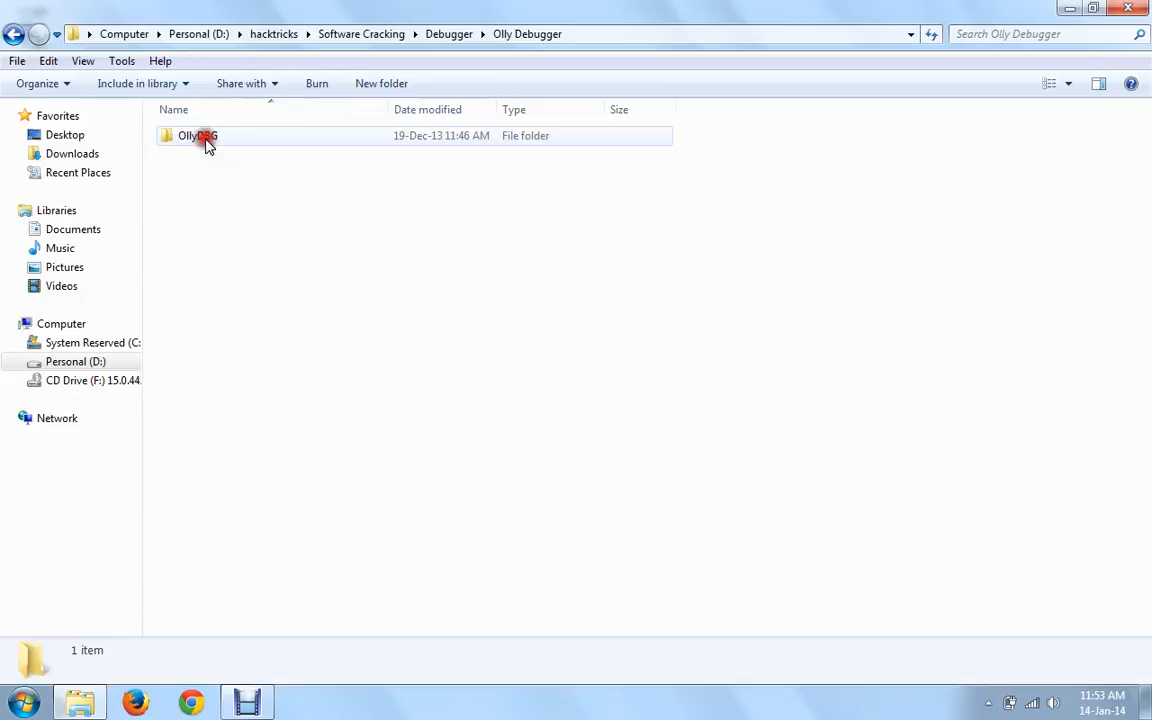 Computer Personal (D:) hacktricks Software Cracking Debugger Olly Debugger Search Olly Debugger
File Edit View Tools Help
Organize Include in library Share with Burn New folder
Name Date modified Type Size
19-Dec-13 11:46 AM File folder
Favorites
Desktop
Downloads
Recent Places
Libraries
Documents
Music
Pictures
Videos
Computer
System Reserved (C:
Personal (D:)
CD Drive (F:) 15.0.44.
Network
1 item
11:53 AM
14-Jan-14